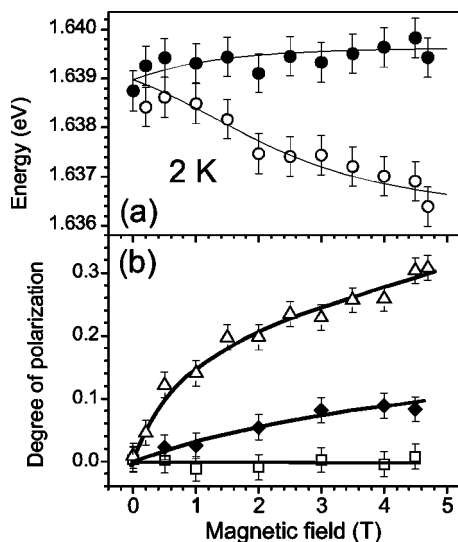 1.640
1.639
1.638
1.637
1.636
Energy (eV)
2 K
(a)
(b)
0.3
0.2
0.1
0.0
Degree of polarization
0 1 2 3 4 5
Magnetic field (T)